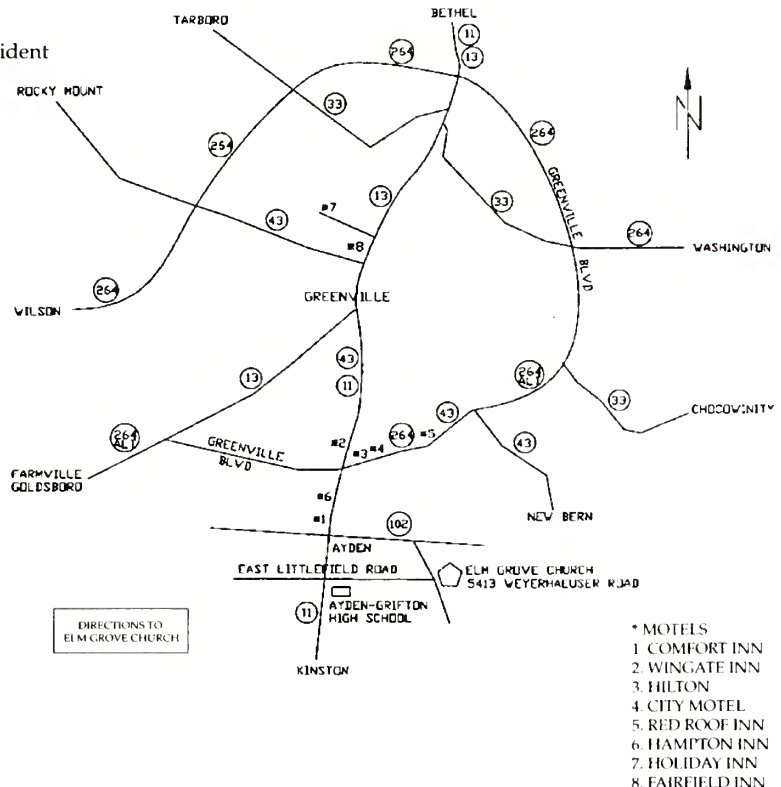 BETHEL
TARBORO
11
13
ident
264
ROCKY MOUNT
33
N
264
264
GREENVILLE
BLVD
*7
13
43
33
*8
264
WASHINGTON
264
GREENVILLE
WILSON
43
11
13
264
ALT
43
33
CHOCOWINITY
264
ALT
GREENVILLE
BLVD
*2
264
*5
*3
*4
43
FARMVILLE
GOLDSBORO
*6
NEW BERN
*1
102
AYDEN
EAST LITTLEFIELD ROAD
ELM GROVE CHURCH
5413 WEYERHAUSER ROAD
11
AYDEN-GRIFTON
HIGH SCHOOL
DIRECTIONS TO
ELM GROVE CHURCH
KINSTON
* MOTELS
1 COMFORT INN
2. WINGATE INN
3. HILTON
4. CITY MOTEL
5. RED ROOF INN
6. HAMPTON INN
7. HOLIDAY INN
8. FAIRFIELD INN